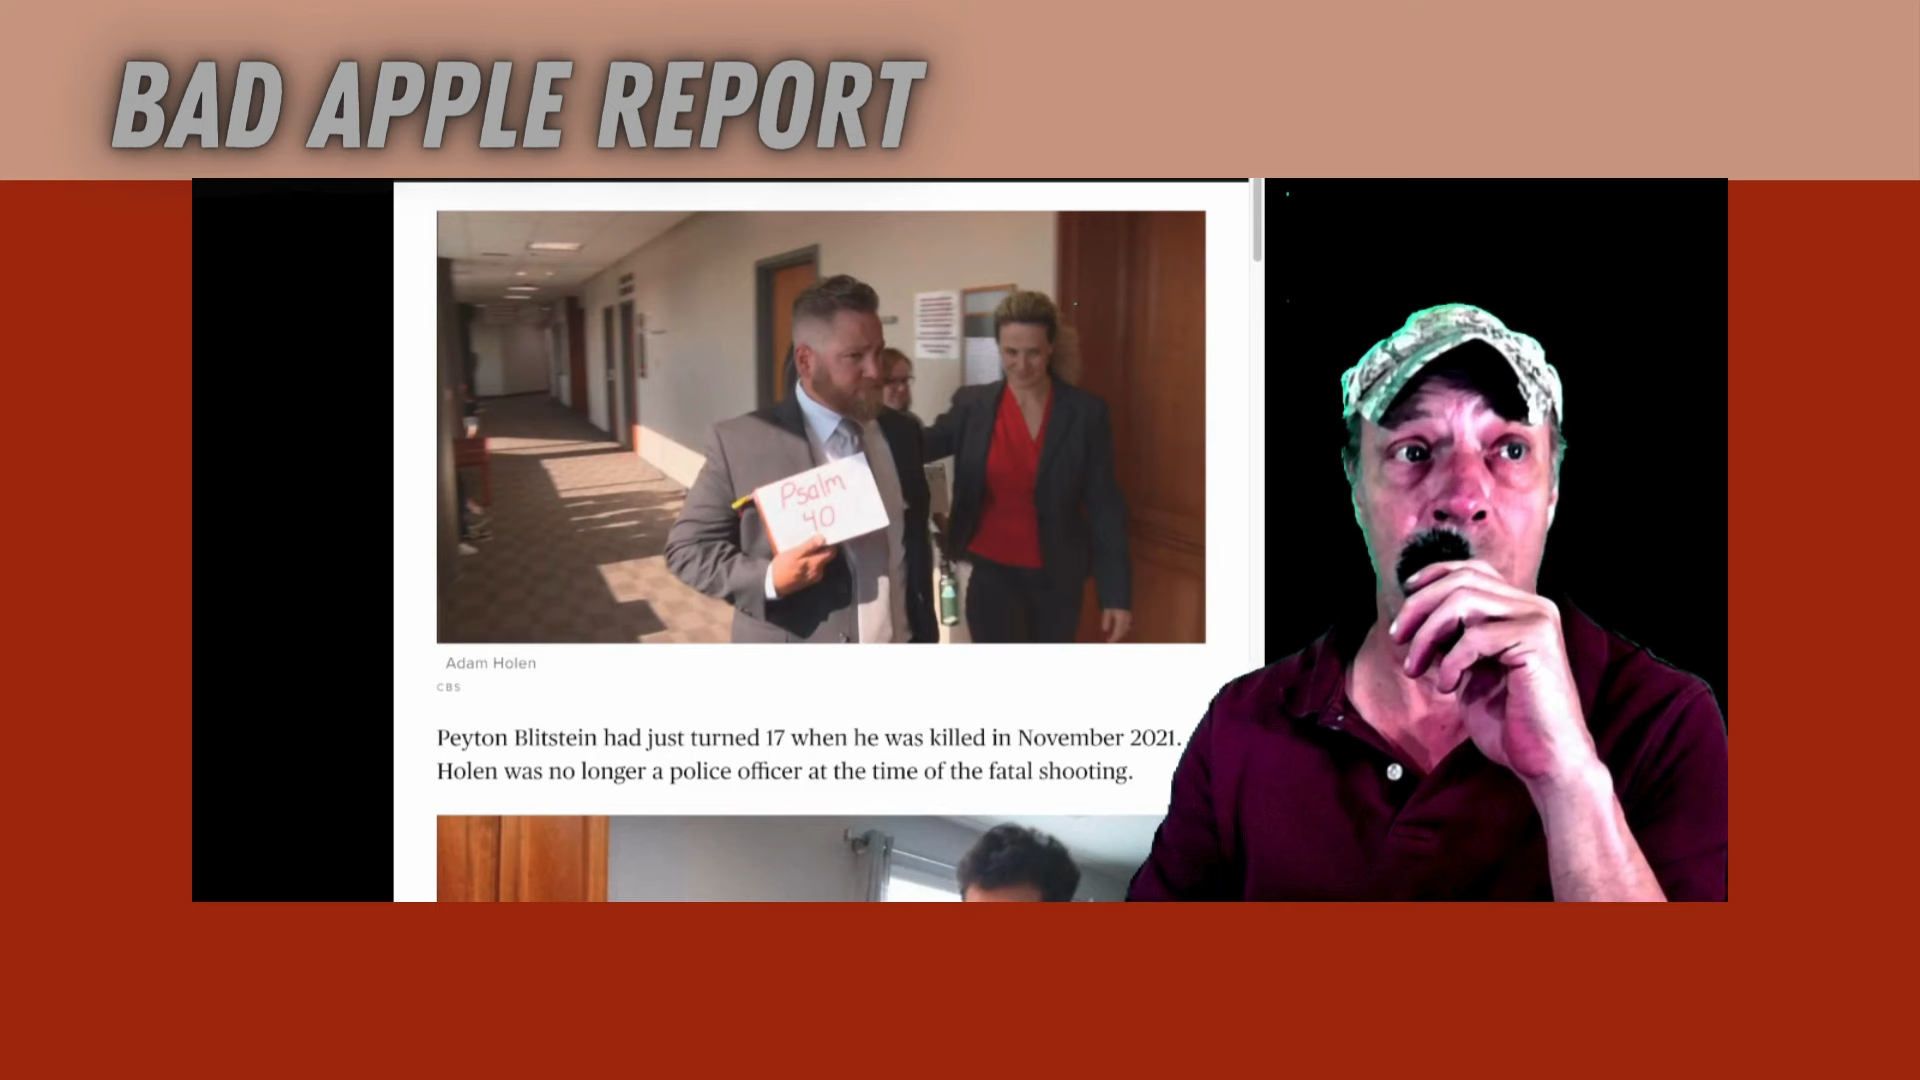 BAD APPLE REPORT
Psalm
40
Adam Holen
CBS
Peyton Blitstein had just turned 17 when he was killed in November 2021.
Holen was no longer a police officer at the time of the fatal shooting.